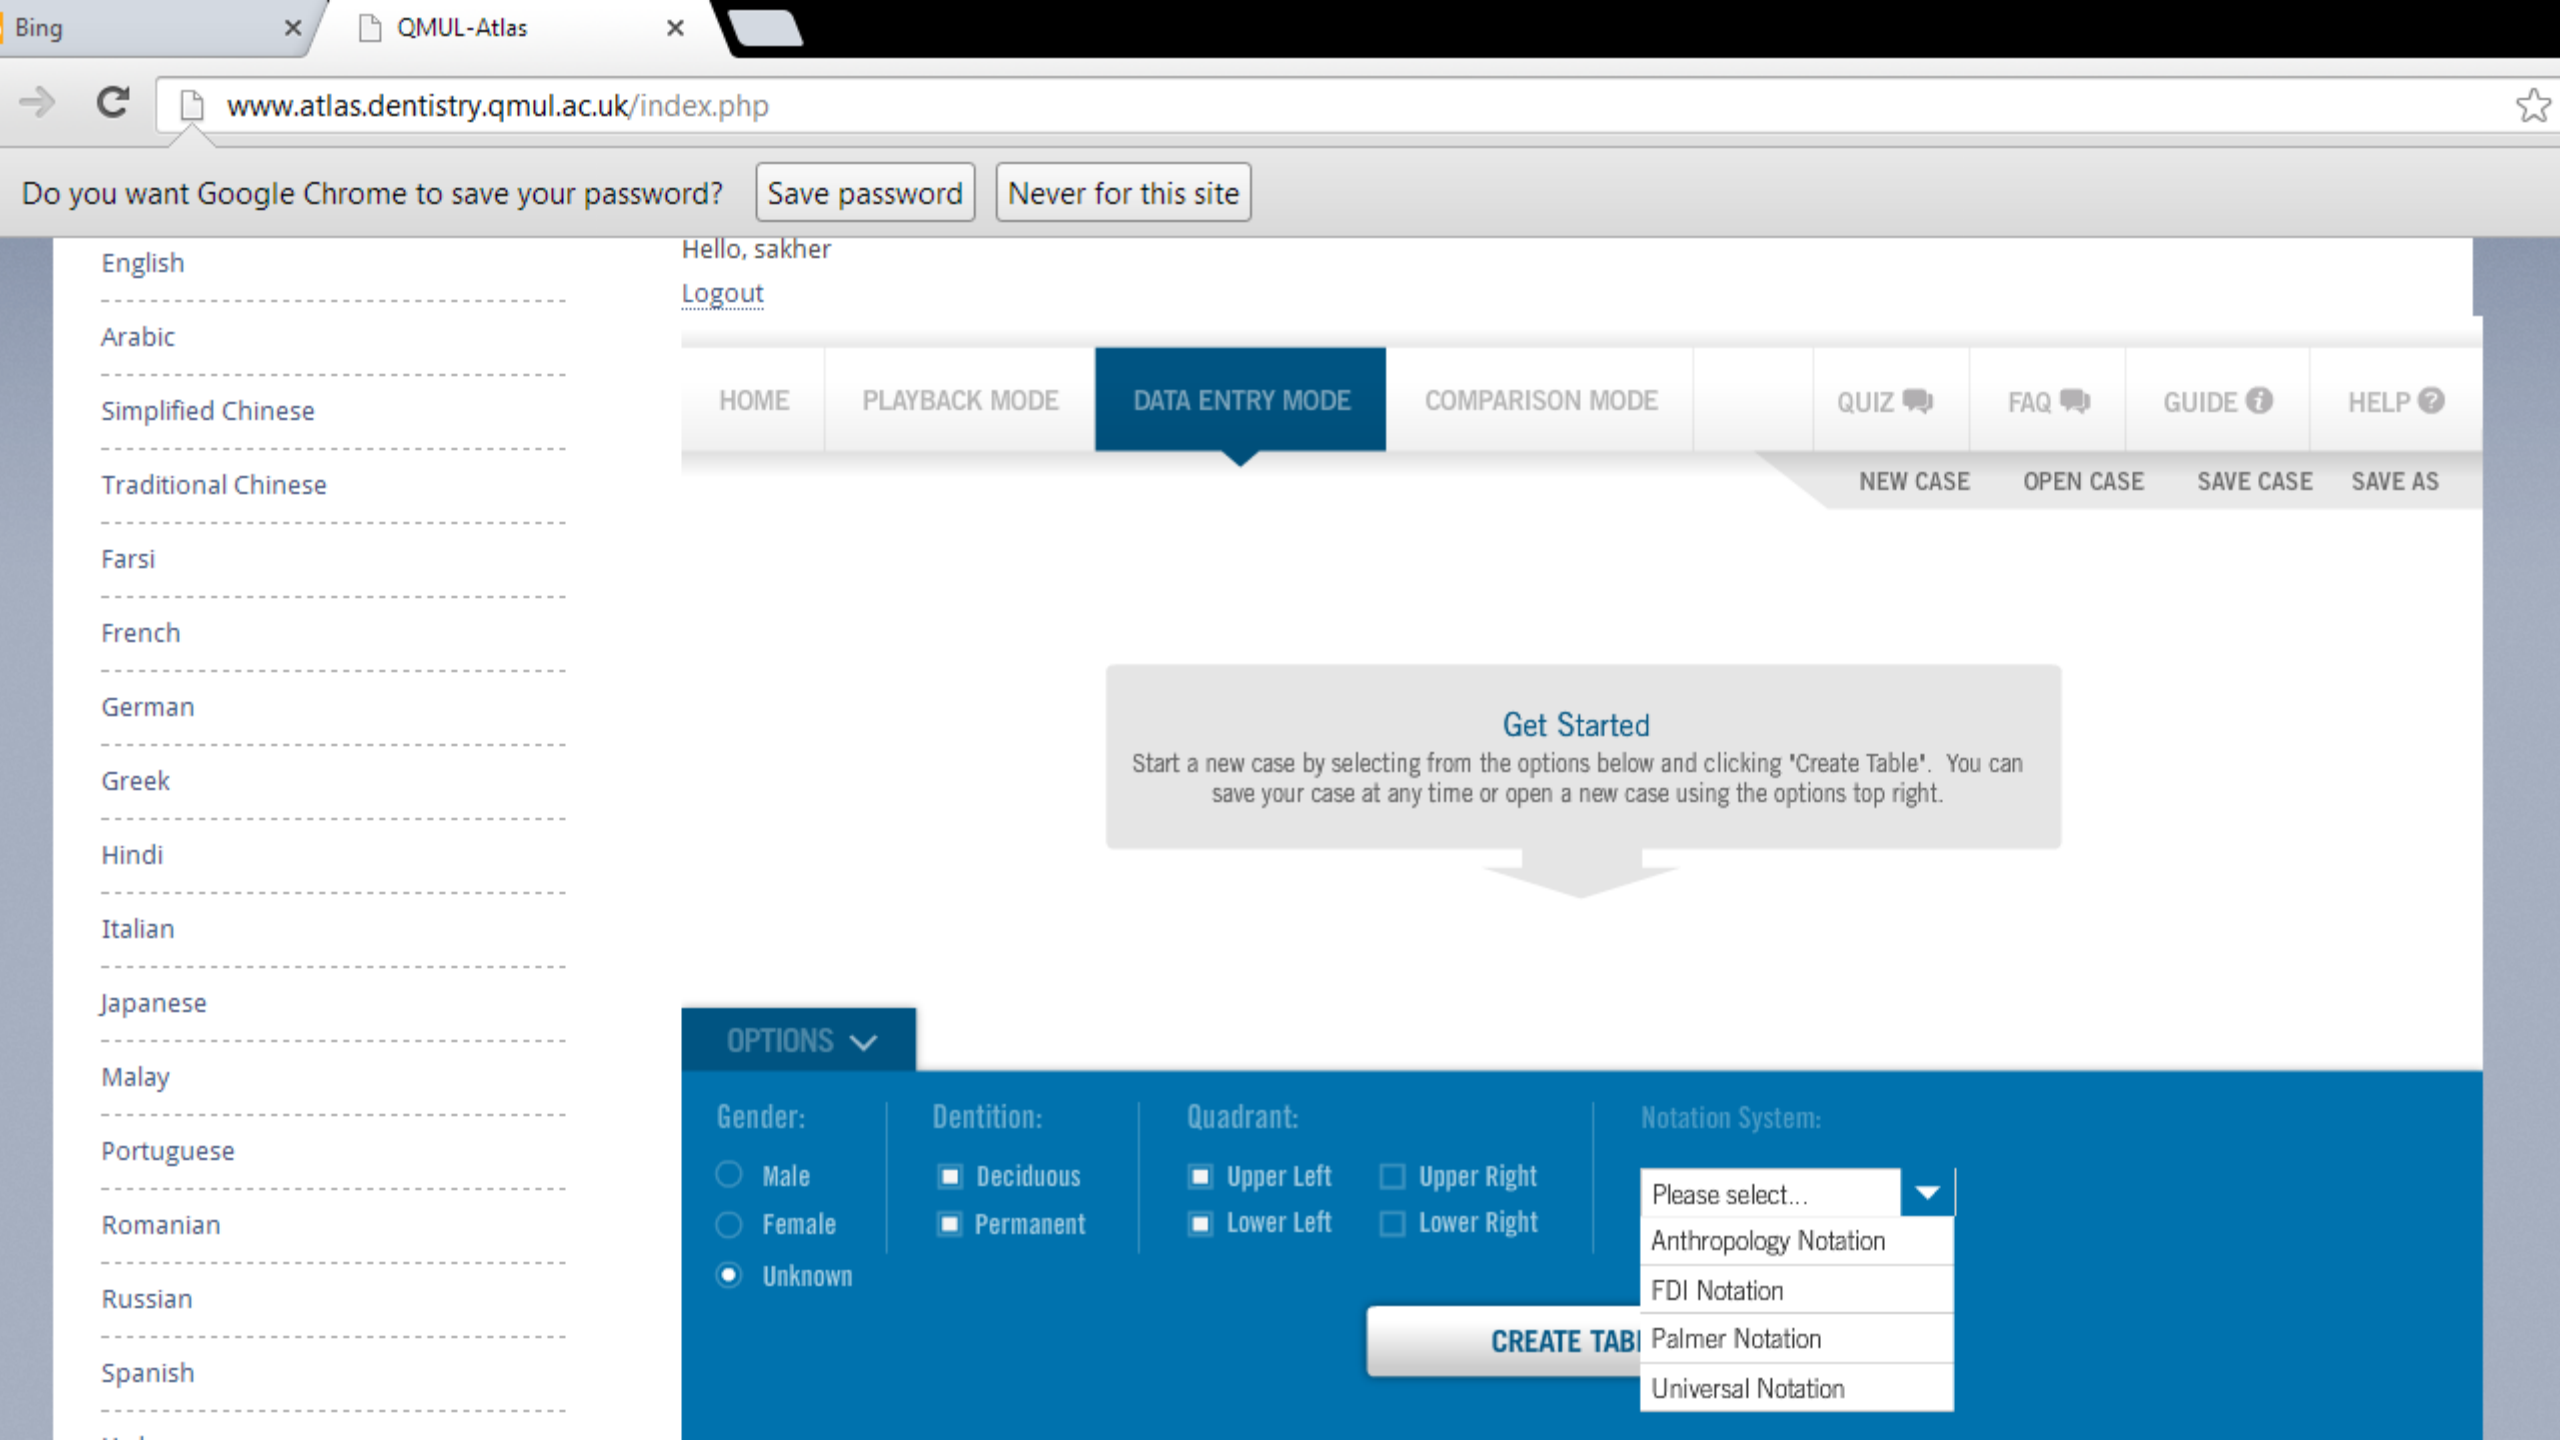 Bing
QMUL-Atlas
www.atlas.dentistry.qmul.ac.uk/index.php
Do you want Google Chrome to save your password? Save password Never for this site
English
Arabic
Simplified Chinese
Traditional Chinese
Farsi
French
German
Greek
Hindi
Italian
Japanese
Malay
Portuguese
Romanian
Russian
Spanish
Hello, sakher
Logout
HOME PLAYBACK MODE DATA ENTRY MODE COMPARISON MODE QUIZ FAQ GUIDE HELP
NEW CASE OPEN CASE SAVE CASE SAVE AS
Get Started
Start a new case by selecting from the options below and clicking "Create Table". You can
save your case at any time or open a new case using the options top right.
OPTIONS
Gender:
Male
Female
Unknown
Dentition:
Deciduous
Permanent
Quadrant:
Upper Left Upper Right
Lower Left Lower Right
Notation System:
Please select...
Anthropology Notation
FDI Notation
Palmer Notation
Universal Notation
CREATE